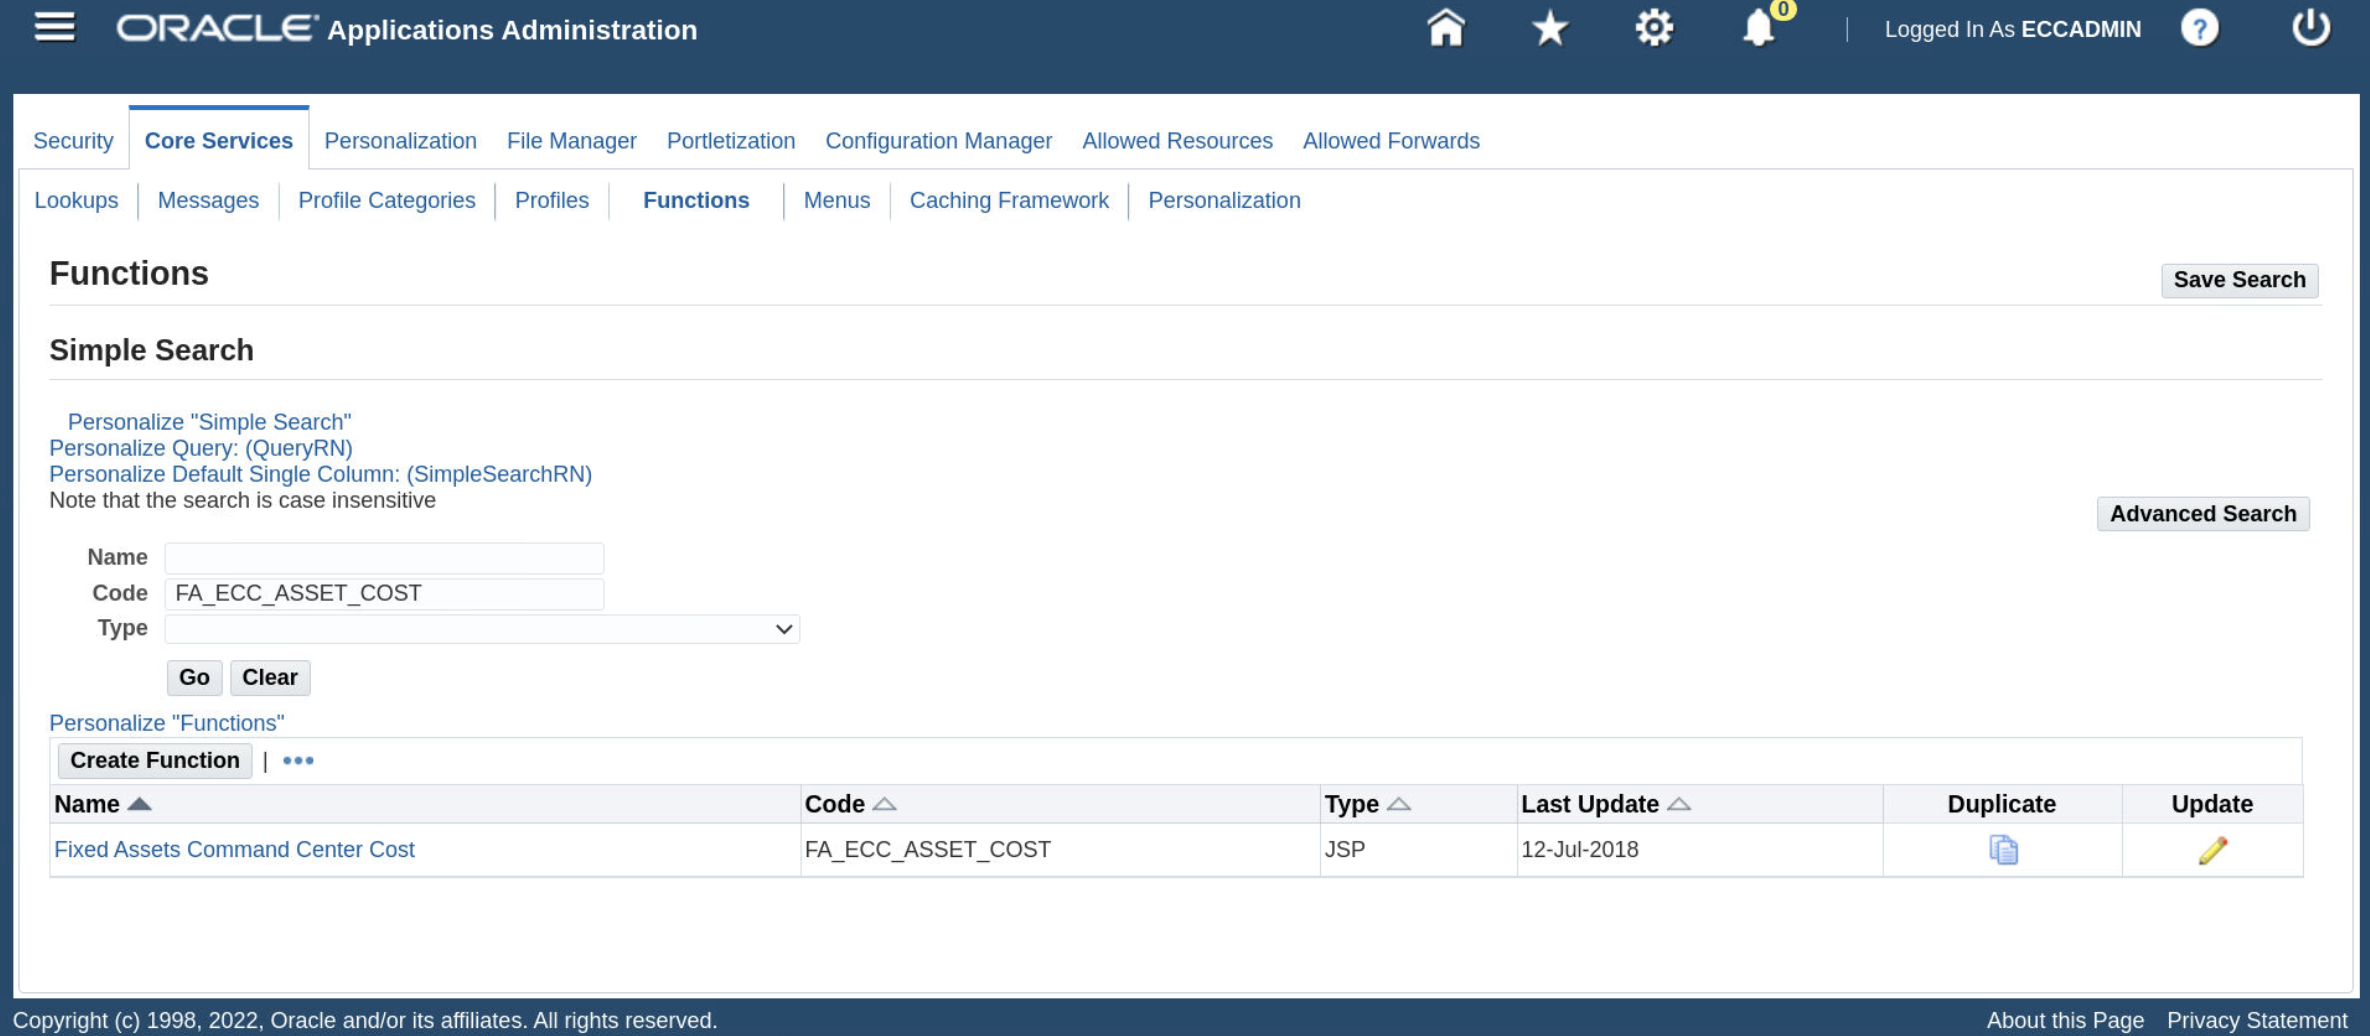 ORACLE Applications Administration 0 Logged In As ECCADMIN ?
Security Core Services Personalization File Manager Portletization Configuration Manager Allowed Resources Allowed Forwards
Lookups Messages Profile Categories Profiles Functions Menus Caching Framework Personalization
Functions
Save Search
Simple Search
Personalize "Simple Search"
Personalize Query: (QueryRN)
Personalize Default Single Column: (SimpleSearchRN)
Note that the search is case insensitive
Advanced Search
Name
Code FA_ECC_ASSET_COST
Type
Go Clear
Personalize "Functions"
Create Function | •••
Name Code Type Last Update Duplicate Update
Fixed Assets Command Center Cost FA_ECC_ASSET_COST JSP 12-Jul-2018
Copyright (c) 1998, 2022, Oracle and/or its affiliates. All rights reserved. About this Page Privacy Statement